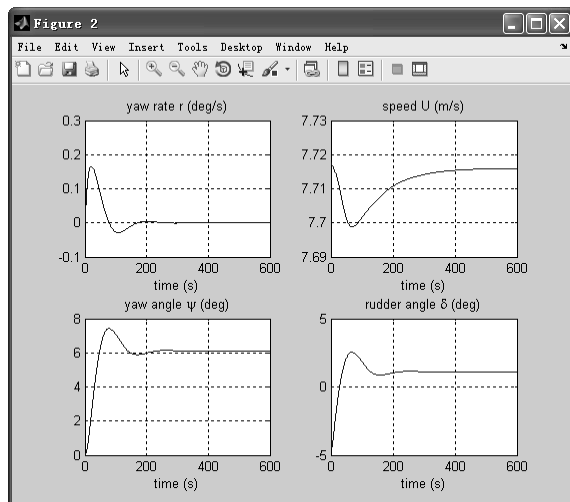 Figure 2
File Edit View Insert Tools Desktop Window Help
yaw rate r (deg/s)
0.3
0.2
0.1
0
-0.1
0 200 400 600
time (s)
speed U (m/s)
7.73
7.72
7.71
7.7
7.69
0 200 400 600
time (s)
yaw angle ψ (deg)
8
6
4
2
0
0 200 400 600
time (s)
rudder angle δ (deg)
5
0
-5
0 200 400 600
time (s)